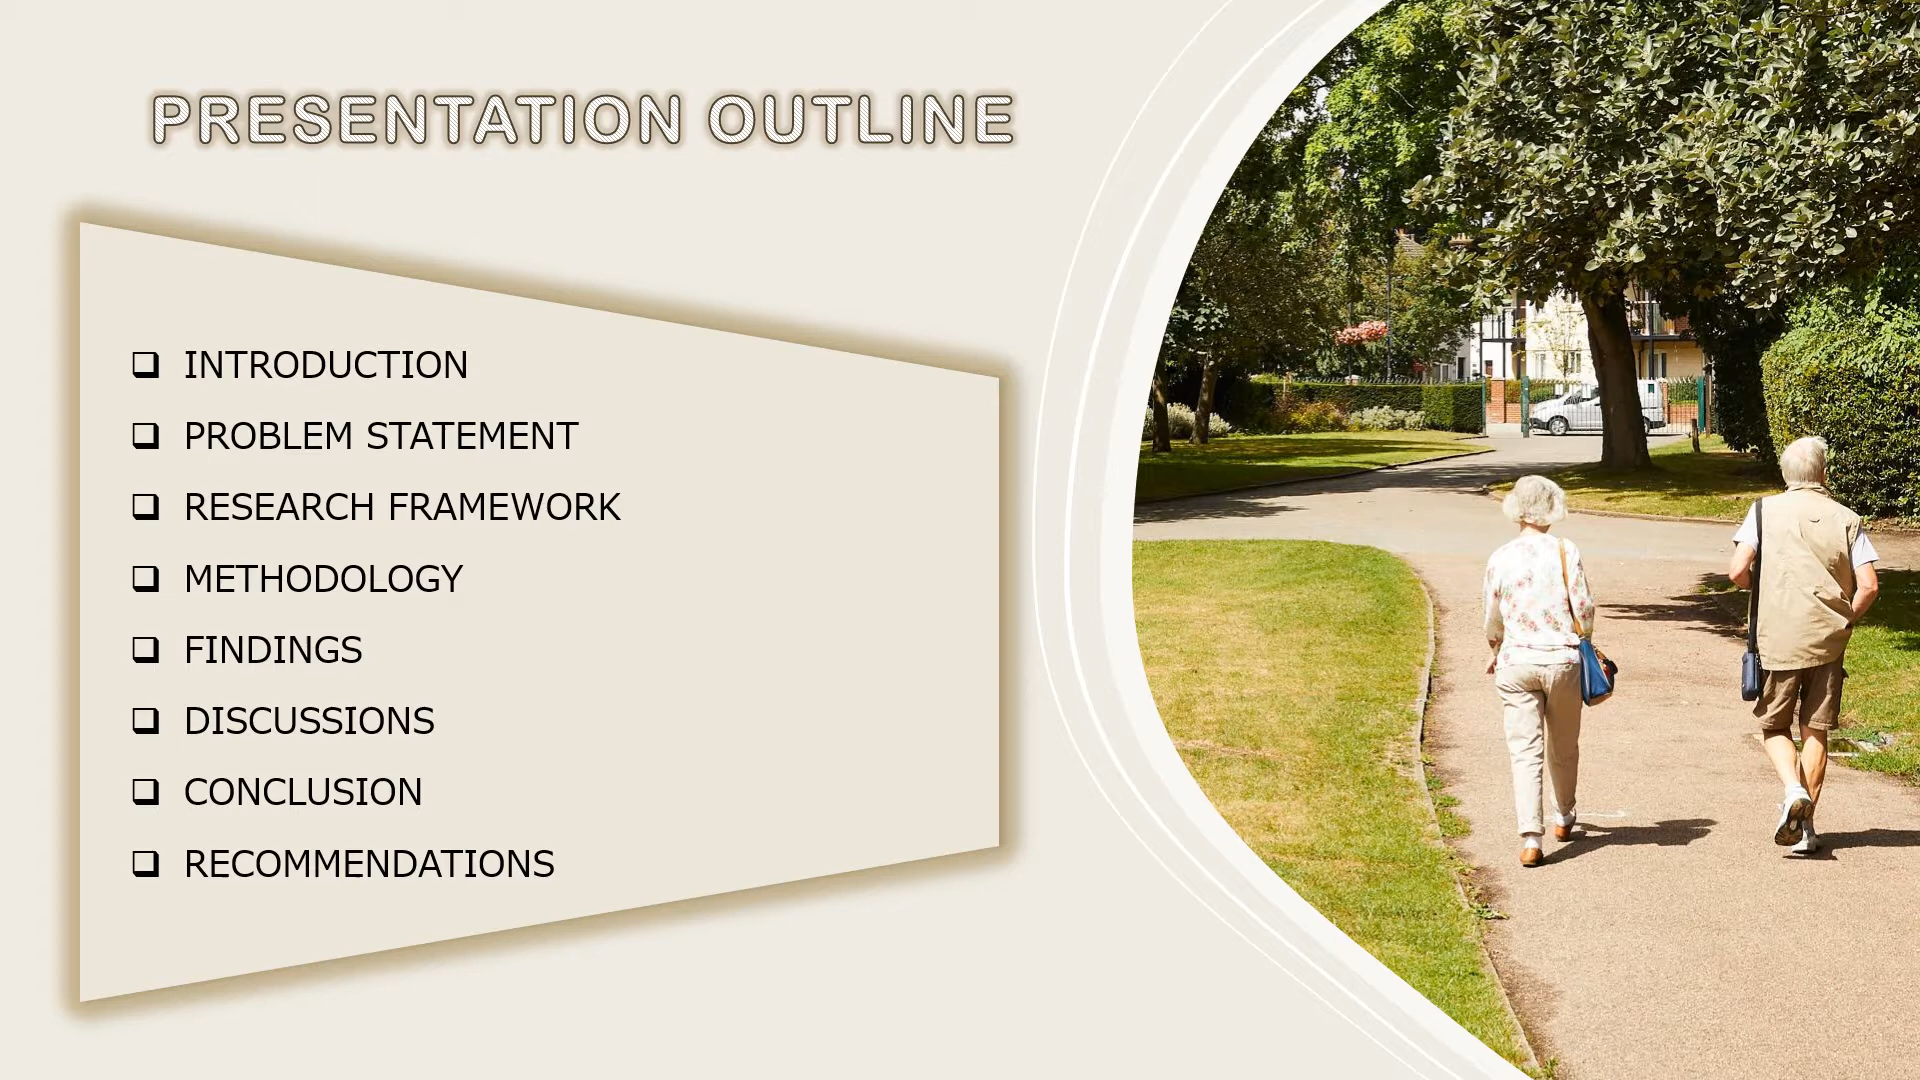 PRESENTATION OUTLINE
❑ INTRODUCTION
❑ PROBLEM STATEMENT
❑ RESEARCH FRAMEWORK
❑ METHODOLOGY
❑ FINDINGS
❑ DISCUSSIONS
❑ CONCLUSION
❑ RECOMMENDATIONS